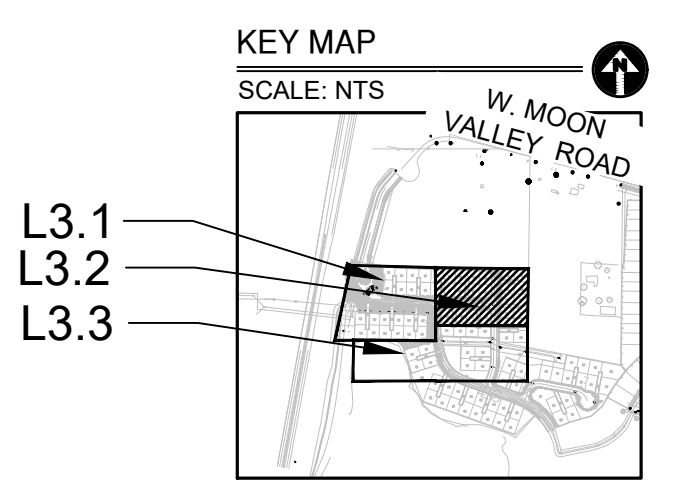 KEY MAP
N
SCALE: NTS
W. MOON
VALLEY ROAD
L3.1
L3.2
L3.3